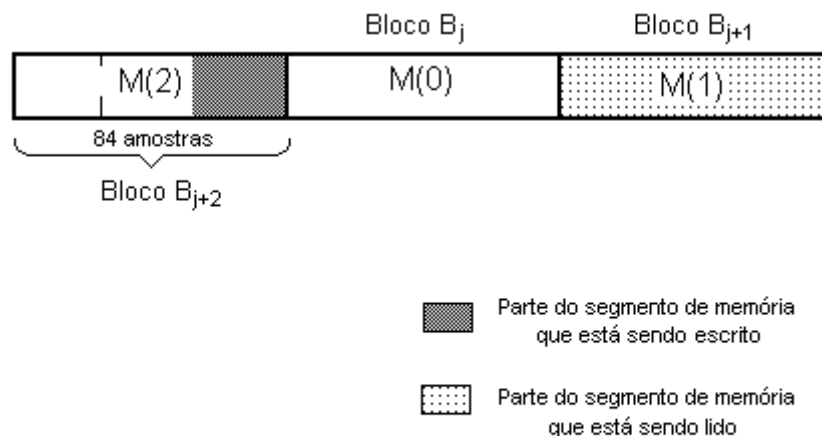 Bloco Bj
Bloco Bj+1
M(2)
M(0)
M(1)
84 amostras
Bloco Bj+2
Parte do segmento de memória
que está sendo escrito
Parte do segmento de memória
que está sendo lido